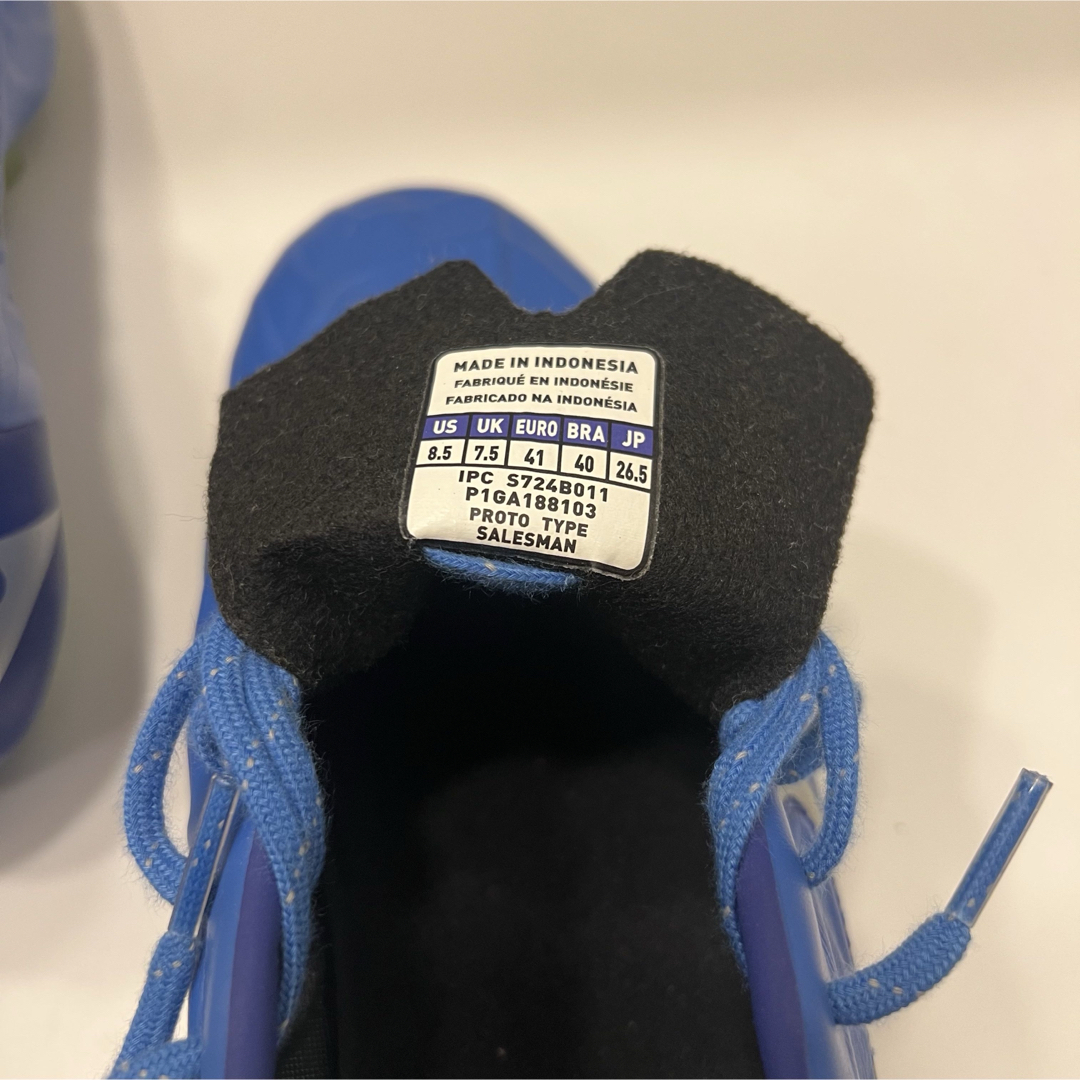 MADE IN INDONESIA
FABRIQUÉ EN INDONÉSIE
FABRICADO NA INDONÉSIA
US UK EURO BRA JP
8.5 7.5 41 40 26.5
IPC S724B011
P1GA188103
PROTO TYPE
SALESMAN